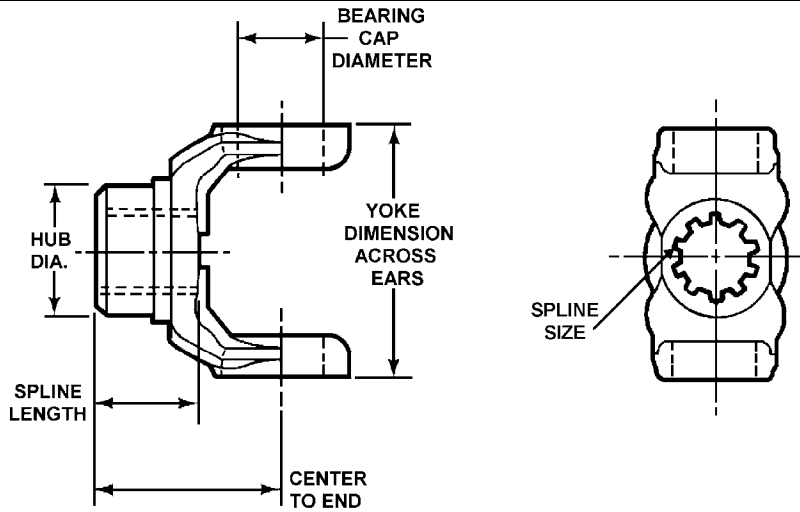 BEARING
CAP
DIAMETER
HUB
DIA.
YOKE
DIMENSION
ACROSS
EARS
SPLINE
SIZE
SPLINE
LENGTH
CENTER
TO END